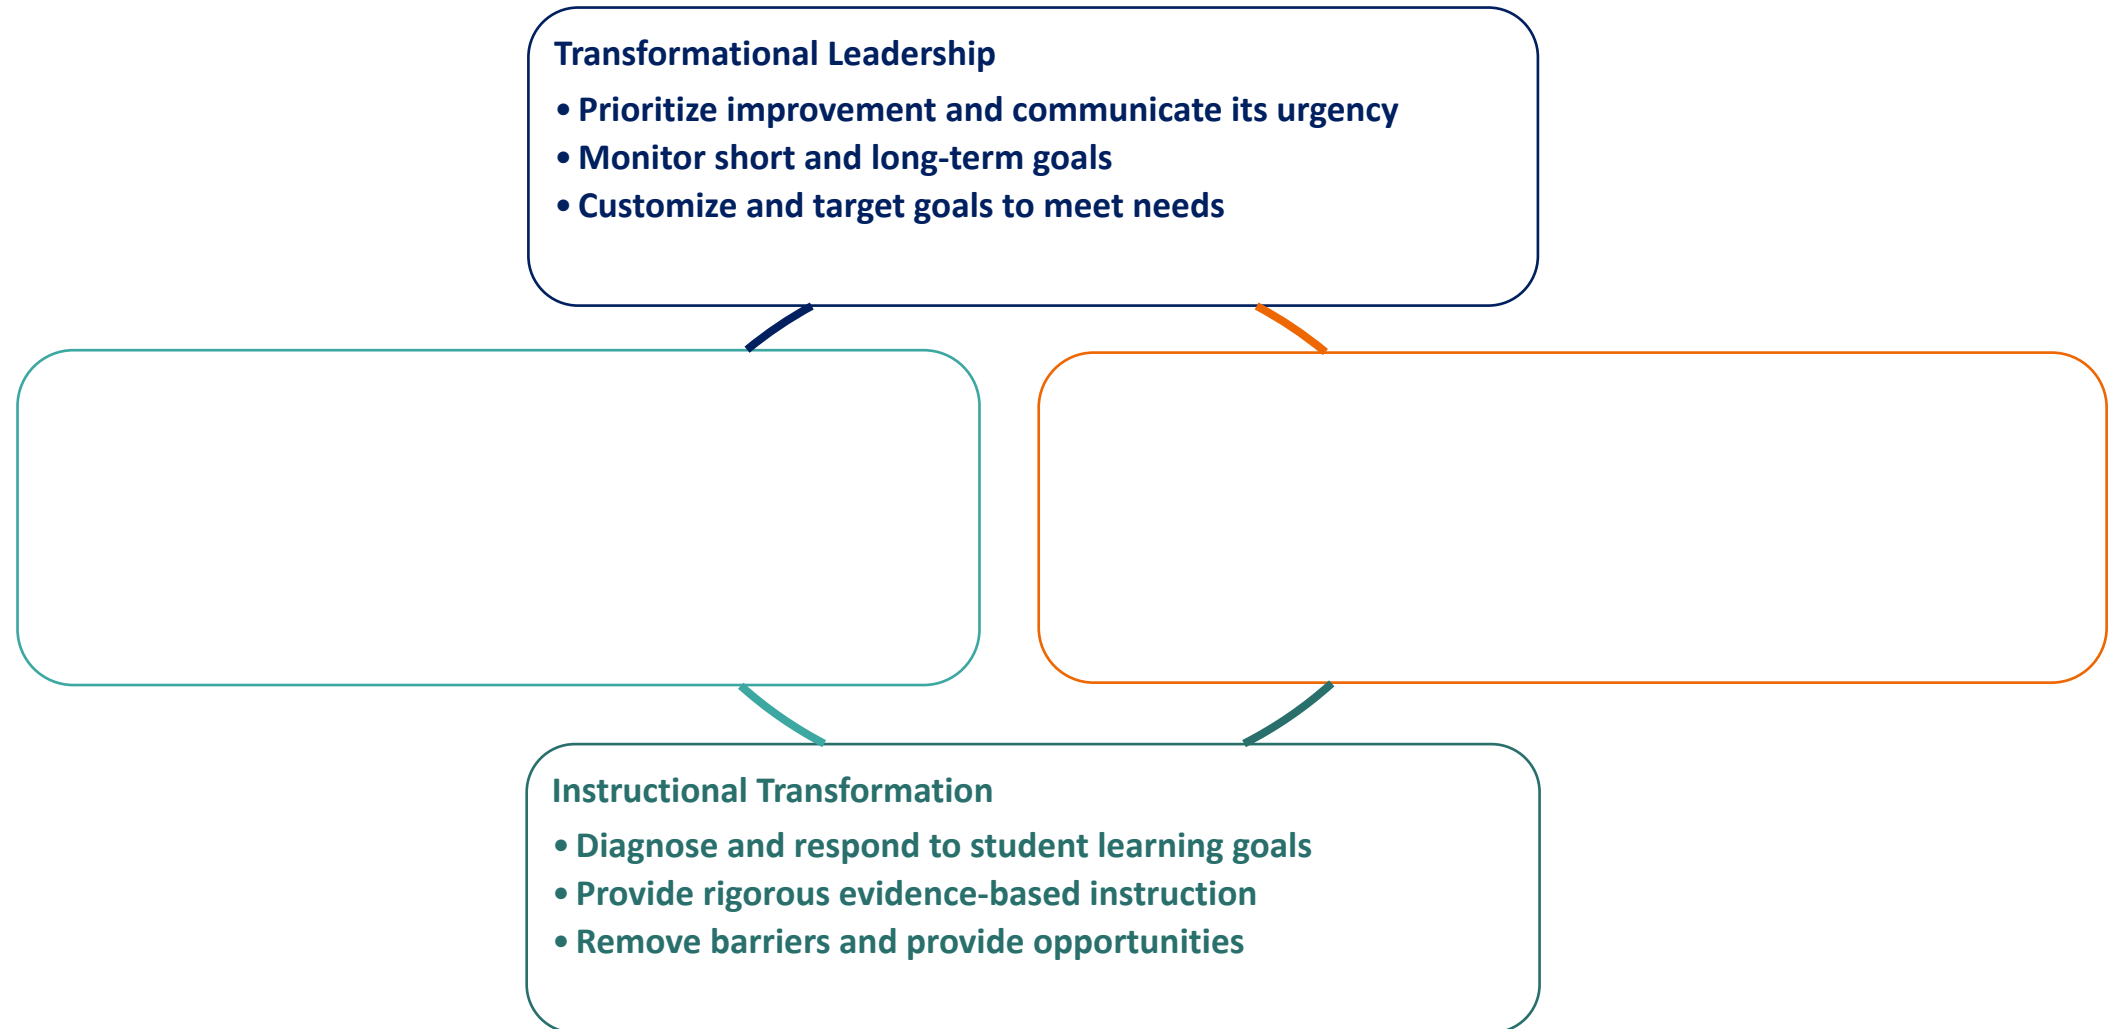 Transformational Leadership
• Prioritize improvement and communicate its urgency
• Monitor short and long-term goals
• Customize and target goals to meet needs
Instructional Transformation
• Diagnose and respond to student learning goals
• Provide rigorous evidence-based instruction
• Remove barriers and provide opportunities